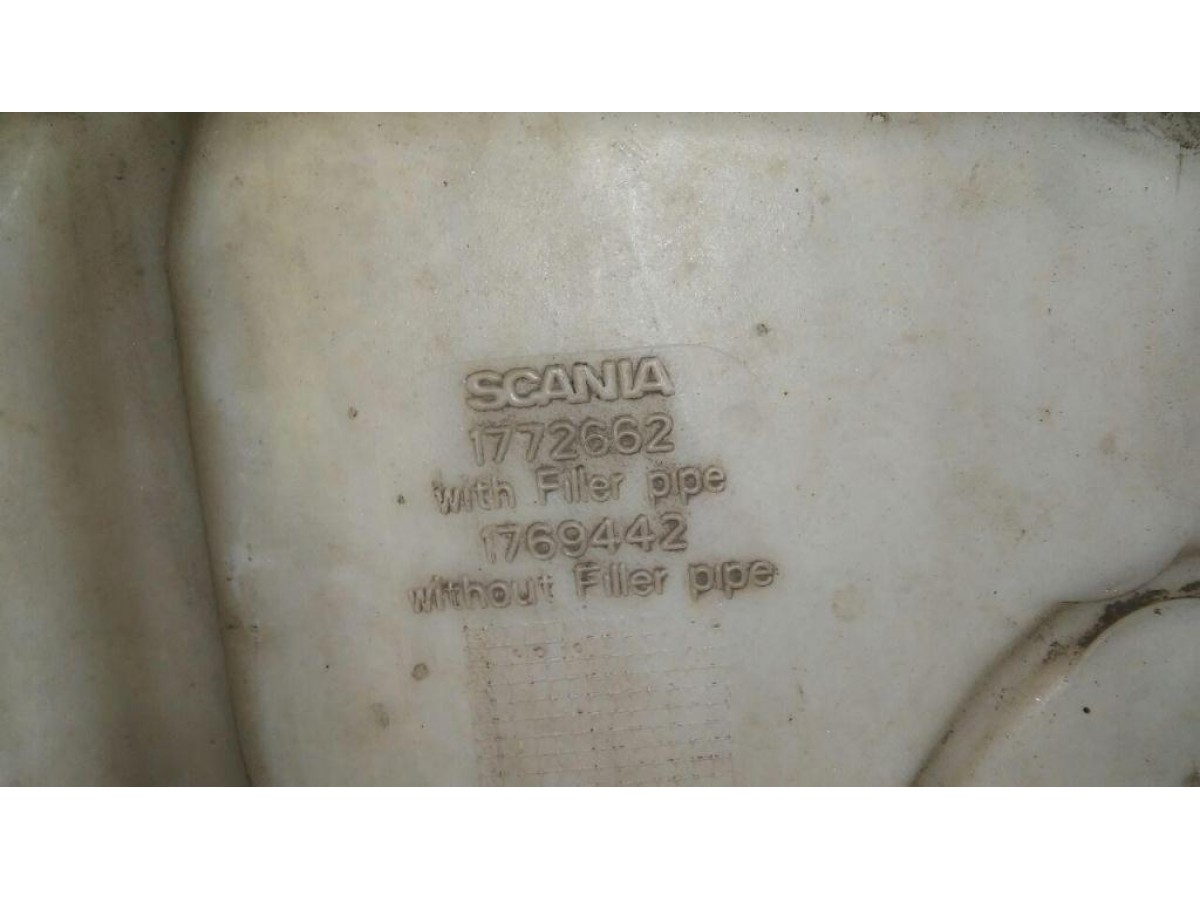 SCANIA
1772662
with Filler pipe
1769442
without Filler pipe